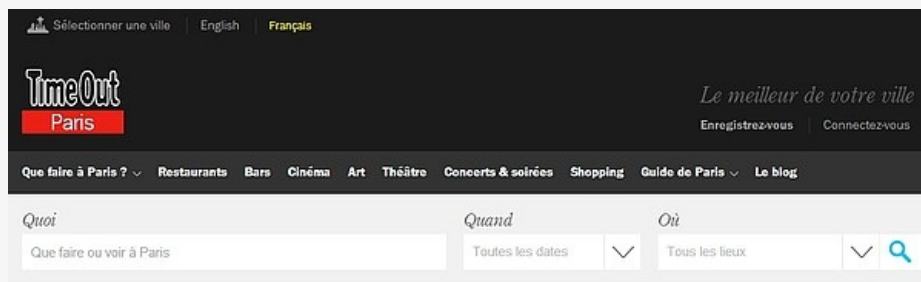 Sélectionner une ville English Français
TimeOut
Paris
Le meilleur de votre ville
Enregistrez-vous Connectez-vous
Que faire à Paris ? Restaurants Bars Cinéma Art Théâtre Concerts & soirées Shopping Guide de Paris Le blog
Quoi Quand Où
Que faire ou voir à Paris Toutes les dates Tous les lieux